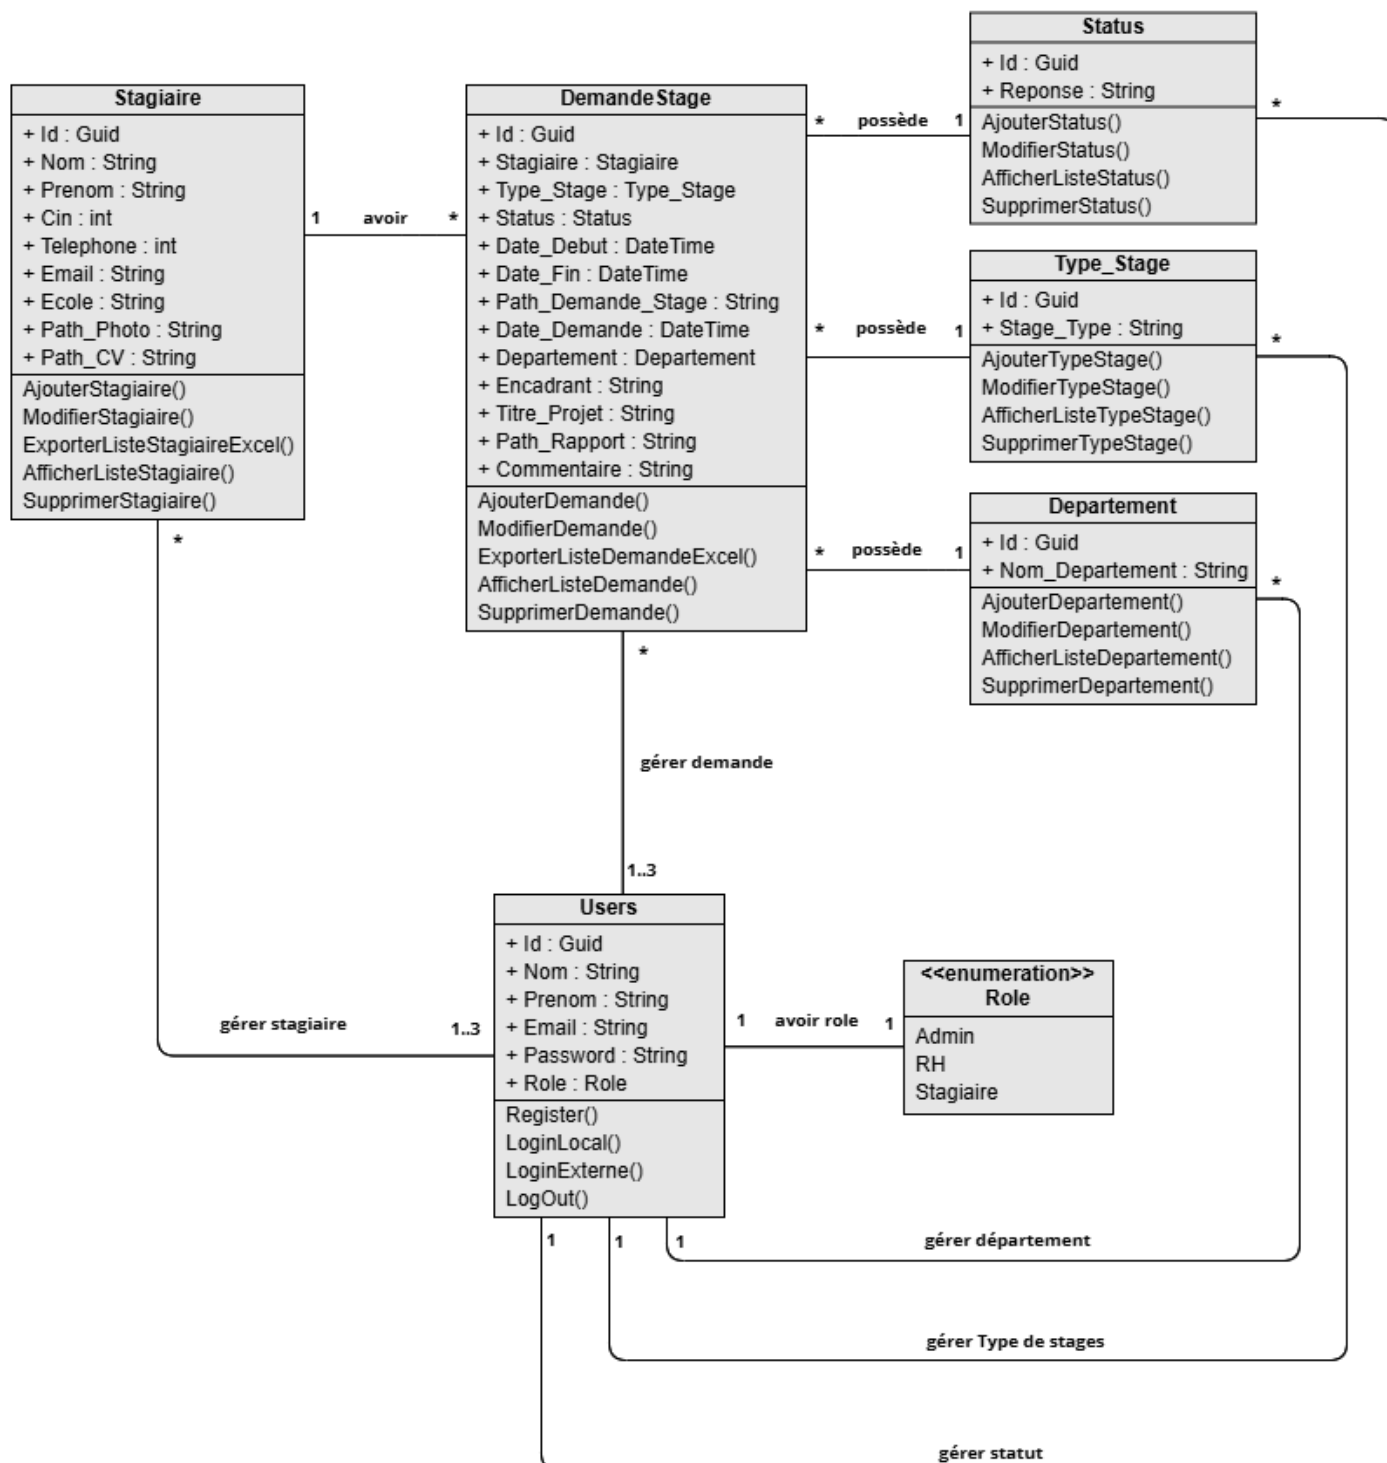 Stagiaire
+ Id : Guid
+ Nom : String
+ Prenom : String
+ Cin : int
+ Telephone : int
+ Email : String
+ Ecole : String
+ Path_Photo : String
+ Path_CV : String
AjouterStagiaire()
ModifierStagiaire()
ExporterListeStagiaireExcel()
AfficherListeStagiaire()
SupprimerStagiaire()
1 avoir *
DemandeStage
+ Id : Guid
+ Stagiaire : Stagiaire
+ Type_Stage : Type_Stage
+ Status : Status
+ Date_Debut : DateTime
+ Date_Fin : DateTime
+ Path_Demande_Stage : String
+ Date_Demande : DateTime
+ Departement : Departement
+ Encadrant : String
+ Titre_Projet : String
+ Path_Rapport : String
+ Commentaire : String
AjouterDemande()
ModifierDemande()
ExporterListeDemandeExcel()
AfficherListeDemande()
SupprimerDemande()
* possède 1
Status
+ Id : Guid
+ Reponse : String
AjouterStatus()
ModifierStatus()
AfficherListeStatus()
SupprimerStatus()
*
* possède 1
Type_Stage
+ Id : Guid
+ Stage_Type : String
AjouterTypeStage()
ModifierTypeStage()
AfficherListeTypeStage()
SupprimerTypeStage()
*
* possède 1
Departement
+ Id : Guid
+ Nom_Departement : String
AjouterDepartement()
ModifierDepartement()
AfficherListeDepartement()
SupprimerDepartement()
*
*
*
gérer demande
1..3
gérer stagiaire
1..3
Users
+ Id : Guid
+ Nom : String
+ Prenom : String
+ Email : String
+ Password : String
+ Role : Role
Register()
LoginLocal()
LoginExterne()
LogOut()
1 avoir role 1
<<enumeration>>
Role
Admin
RH
Stagiaire
1
1
1
gérer département
gérer Type de stages
gérer statut